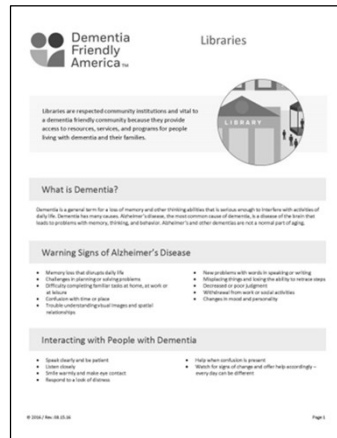 Dementia
Friendly
America TM
Libraries
Libraries are respected community institutions and vital to
a dementia friendly community because they provide
access to resources, services, and programs for people
living with dementia and their families.
LIBRARY
What is Dementia?
Dementia is a general term for a loss of memory and other thinking abilities that is serious enough to interfere with activities of
daily life. Dementia has many causes. Alzheimer's disease, the most common cause of dementia, is a disease of the brain that
leads to problems with memory, thinking, and behavior. Alzheimer's and other dementias are not a normal part of aging.
Warning Signs of Alzheimer's Disease
• Memory loss that disrupts daily life
• Challenges in planning or solving problems
• Difficulty completing familiar tasks at home, at work or
at leisure
• Confusion with time or place
• Trouble understanding visual images and spatial
relationships
• New problems with words in speaking or writing
• Misplacing things and losing the ability to retrace steps
• Decreased or poor judgment
• Withdrawal from work or social activities
• Changes in mood and personality
Interacting with People with Dementia
• Speak clearly and be patient
• Listen closely
• Smile warmly and make eye contact
• Respond to a look of distress
• Help when confusion is present
• Watch for signs of change and offer help accordingly –
every day can be different
© 2016 / Rev. 08.15.16
Page 1